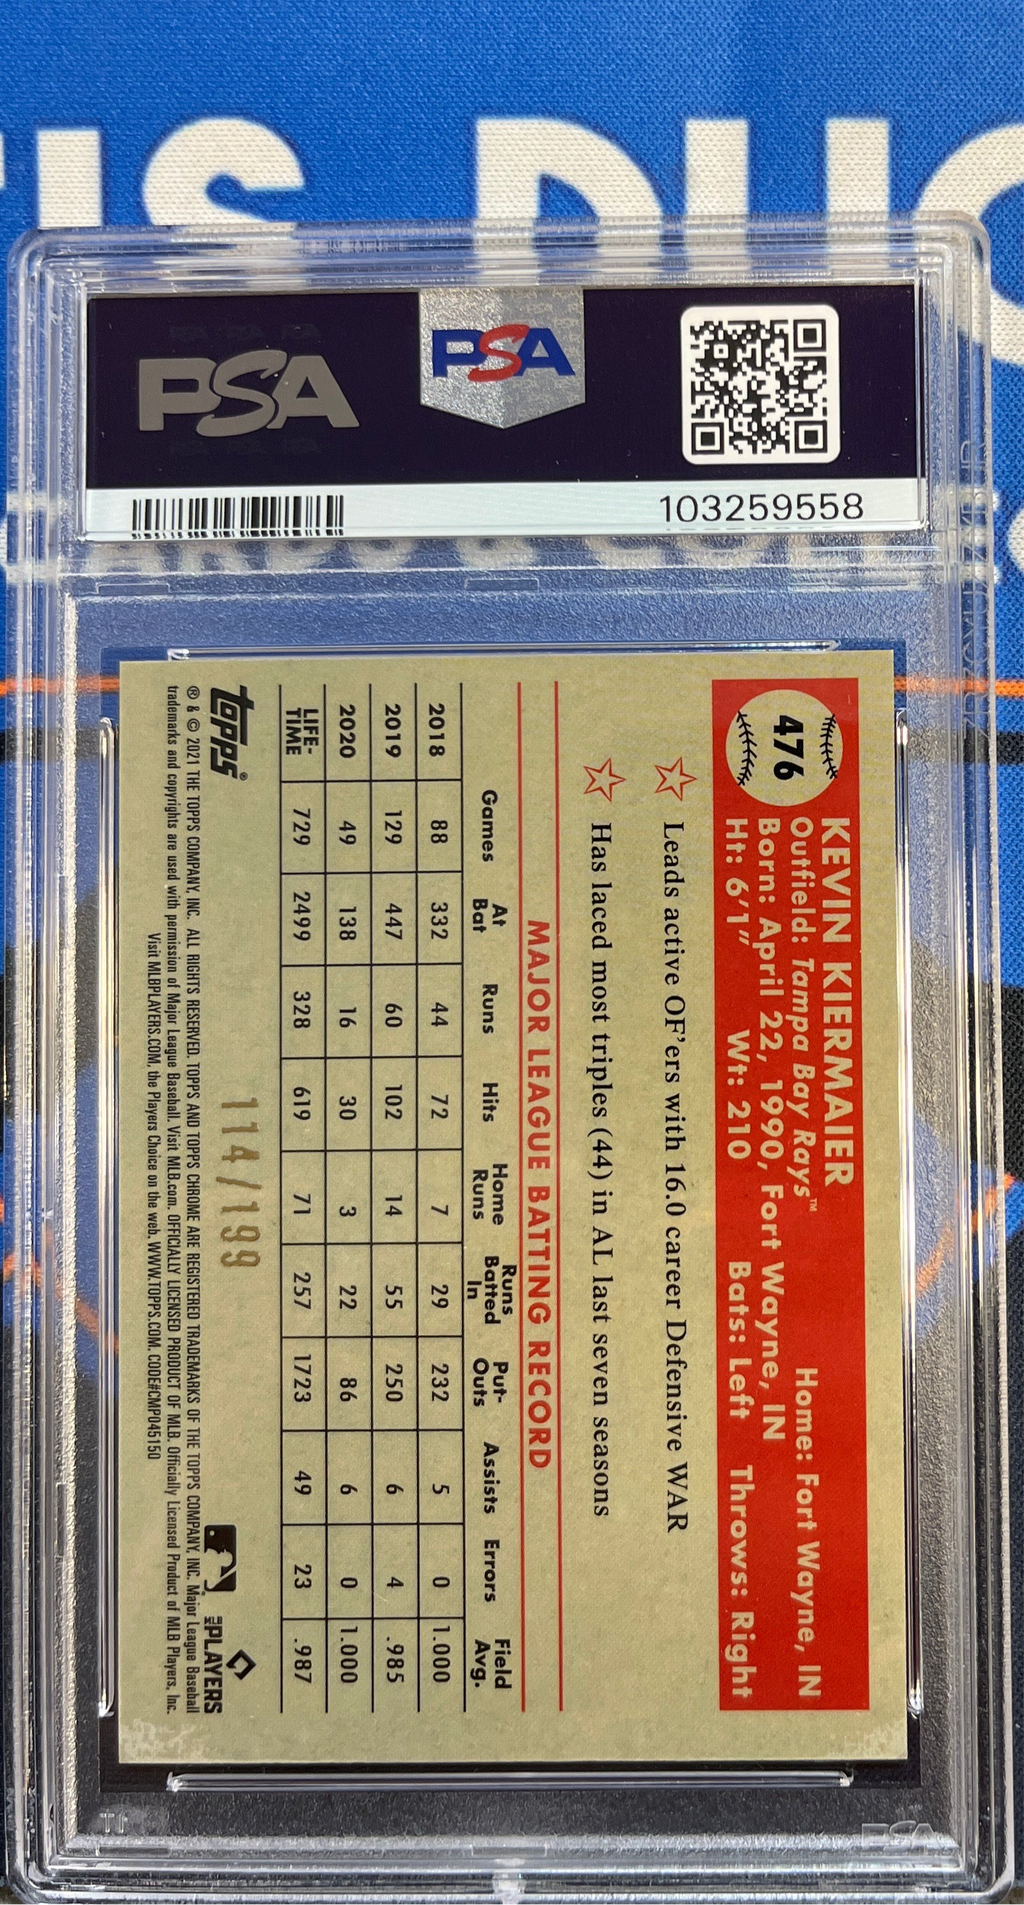 IS DUG
PSA
PSA
103259558
476
KEVIN KIERMAIER
Outfield: Tampa Bay Rays™ Home: Fort Wayne, IN
Born: April 22, 1990, Fort Wayne, IN
Ht: 6'1" Wt: 210 Bats: Left Throws: Right
Leads active OF'ers with 16.0 career Defensive WAR
Has laced most triples (44) in AL last seven seasons
MAJOR LEAGUE BATTING RECORD
Games At Bat Runs Hits Home Runs Runs Batted In Put-Outs Assists Errors Field Avg.
2018 88 332 44 72 7 29 232 5 0 1.000
2019 129 447 60 102 14 55 250 6 4 .985
2020 49 138 16 30 3 22 86 6 0 1.000
LIFE-TIME 729 2499 328 619 71 257 1723 49 23 .987
topps®
114/199
MLB PLAYERS
® & © 2021 THE TOPPS COMPANY, INC. ALL RIGHTS RESERVED. TOPPS AND TOPPS CHROME ARE REGISTERED TRADEMARKS OF THE TOPPS COMPANY, INC. Major League Baseball
trademarks and copyrights are used with permission of Major League Baseball. Visit MLB.com. OFFICIALLY LICENSED PRODUCT OF MLB. Officially Licensed Product of MLB Players, Inc.
Visit MLBPLAYERS.COM, the Players Choice on the web. WWW.TOPPS.COM. CODE#CMP045150
PSA